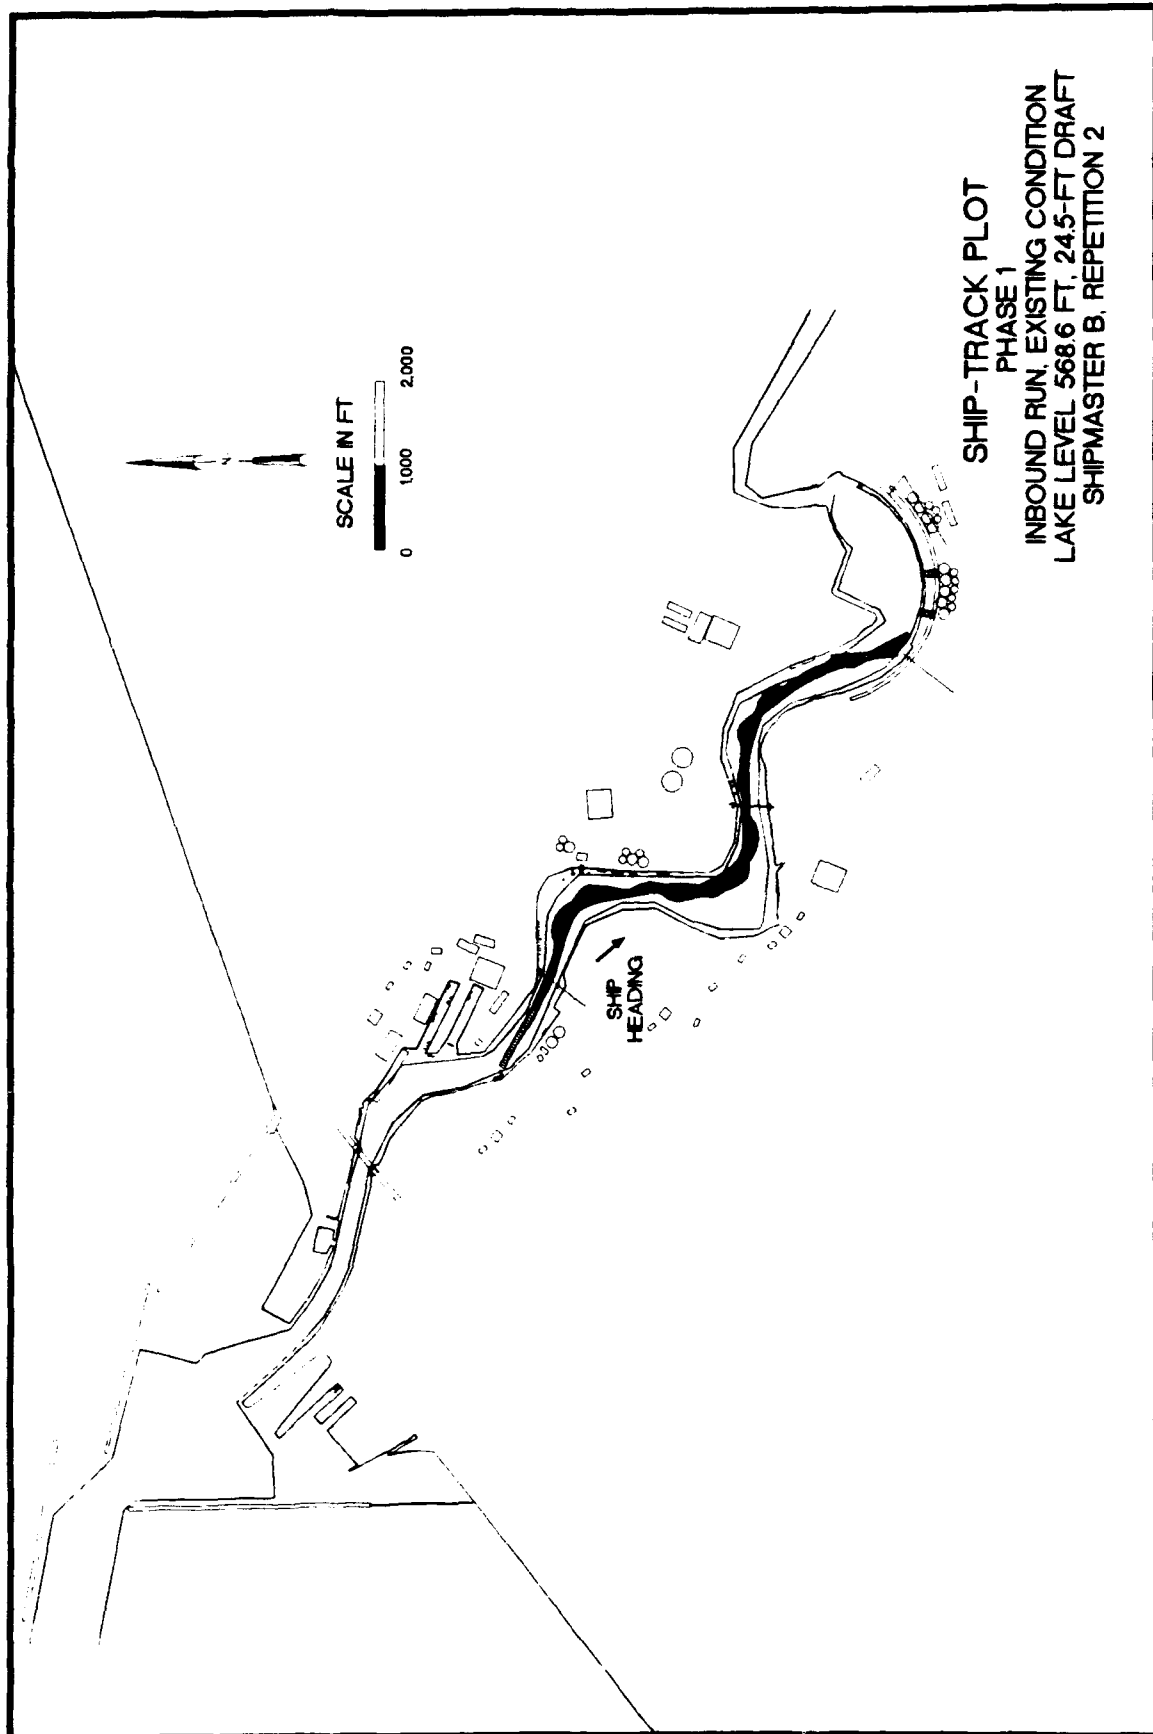 N
SCALE IN FT
0 1000 2,000
SHIP
HEADING
SHIP-TRACK PLOT
PHASE 1
INBOUND RUN, EXISTING CONDITION
LAKE LEVEL 568.6 FT, 24.5-FT DRAFT
SHIPMASTER B, REPETITION 2